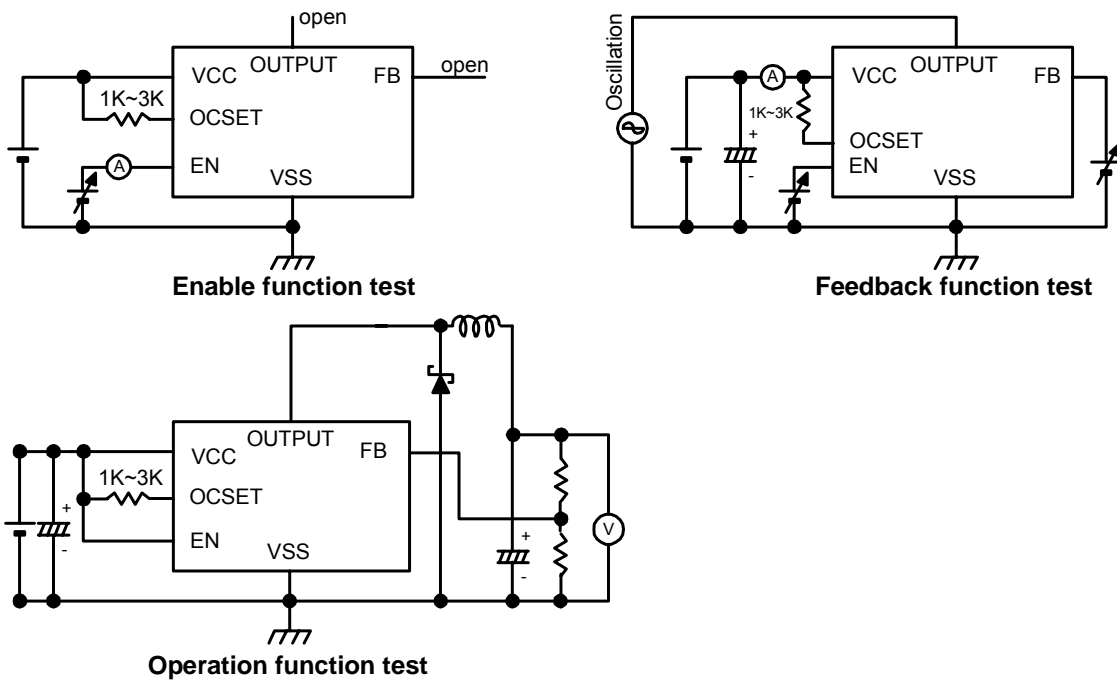 open
OUTPUT
VCC
FB
open
1K~3K
OCSET
A
EN
VSS
Enable function test
Oscillation
OUTPUT
A
VCC
FB
1K~3K
+
OCSET
EN
-
VSS
Feedback function test
OUTPUT
VCC
FB
1K~3K
OCSET
+
-
EN
VSS
+
-
V
Operation function test